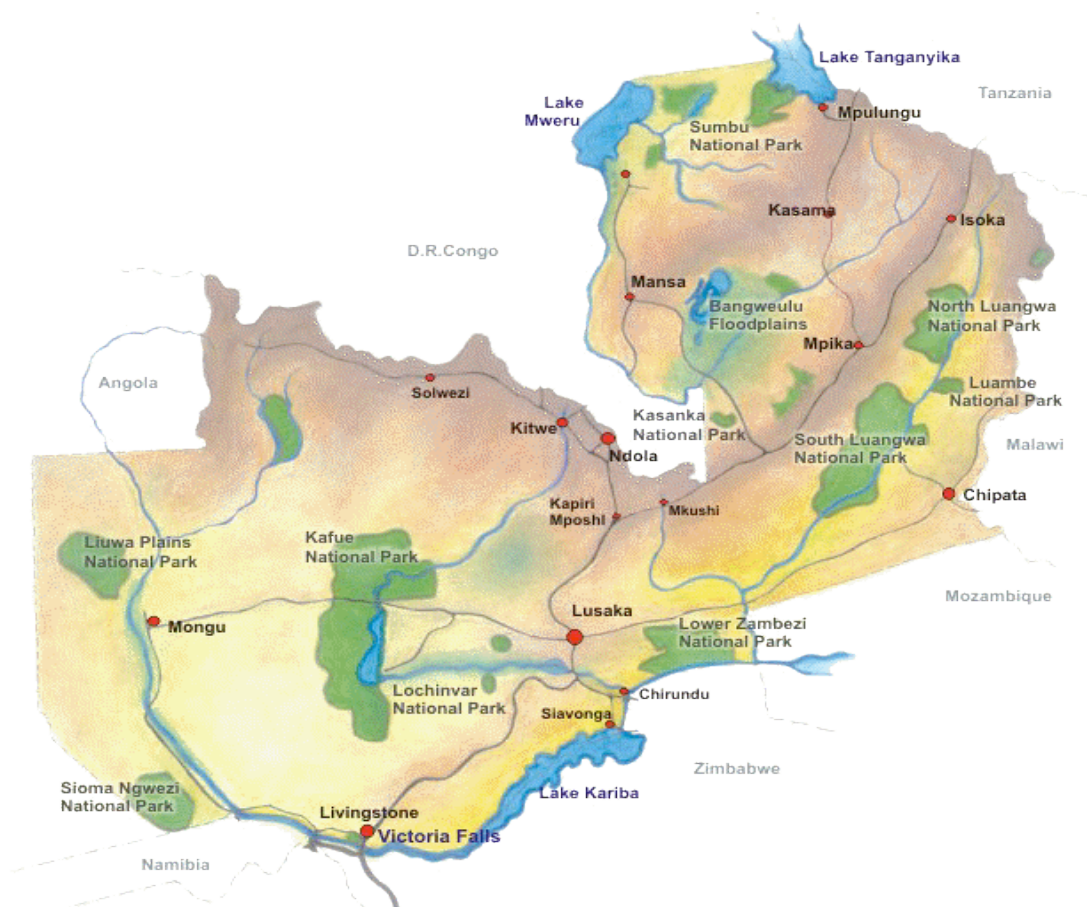 Lake Tanganyika
Tanzania
Lake
Mweru
Mpulungu
Sumbu
National Park
Kasama
Isoka
D.R.Congo
Mansa
Bangweulu
Floodplains
North Luangwa
National Park
Mpika
Angola
Solwezi
Luambe
National Park
Kasanka
National Park
Kitwe
Ndola
South Luangwa
National Park
Malawi
Chipata
Kapiri
Mposhl
Mkushi
Liuwa Plains
National Park
Kafue
National Park
Mozambique
Mongu
Lusaka
Lower Zambezi
National Park
Lochinvar
National Park
Chirundu
Siavonga
Zimbabwe
Sioma Ngwezi
National Park
Lake Kariba
Livingstone
Victoria Falls
Namibia